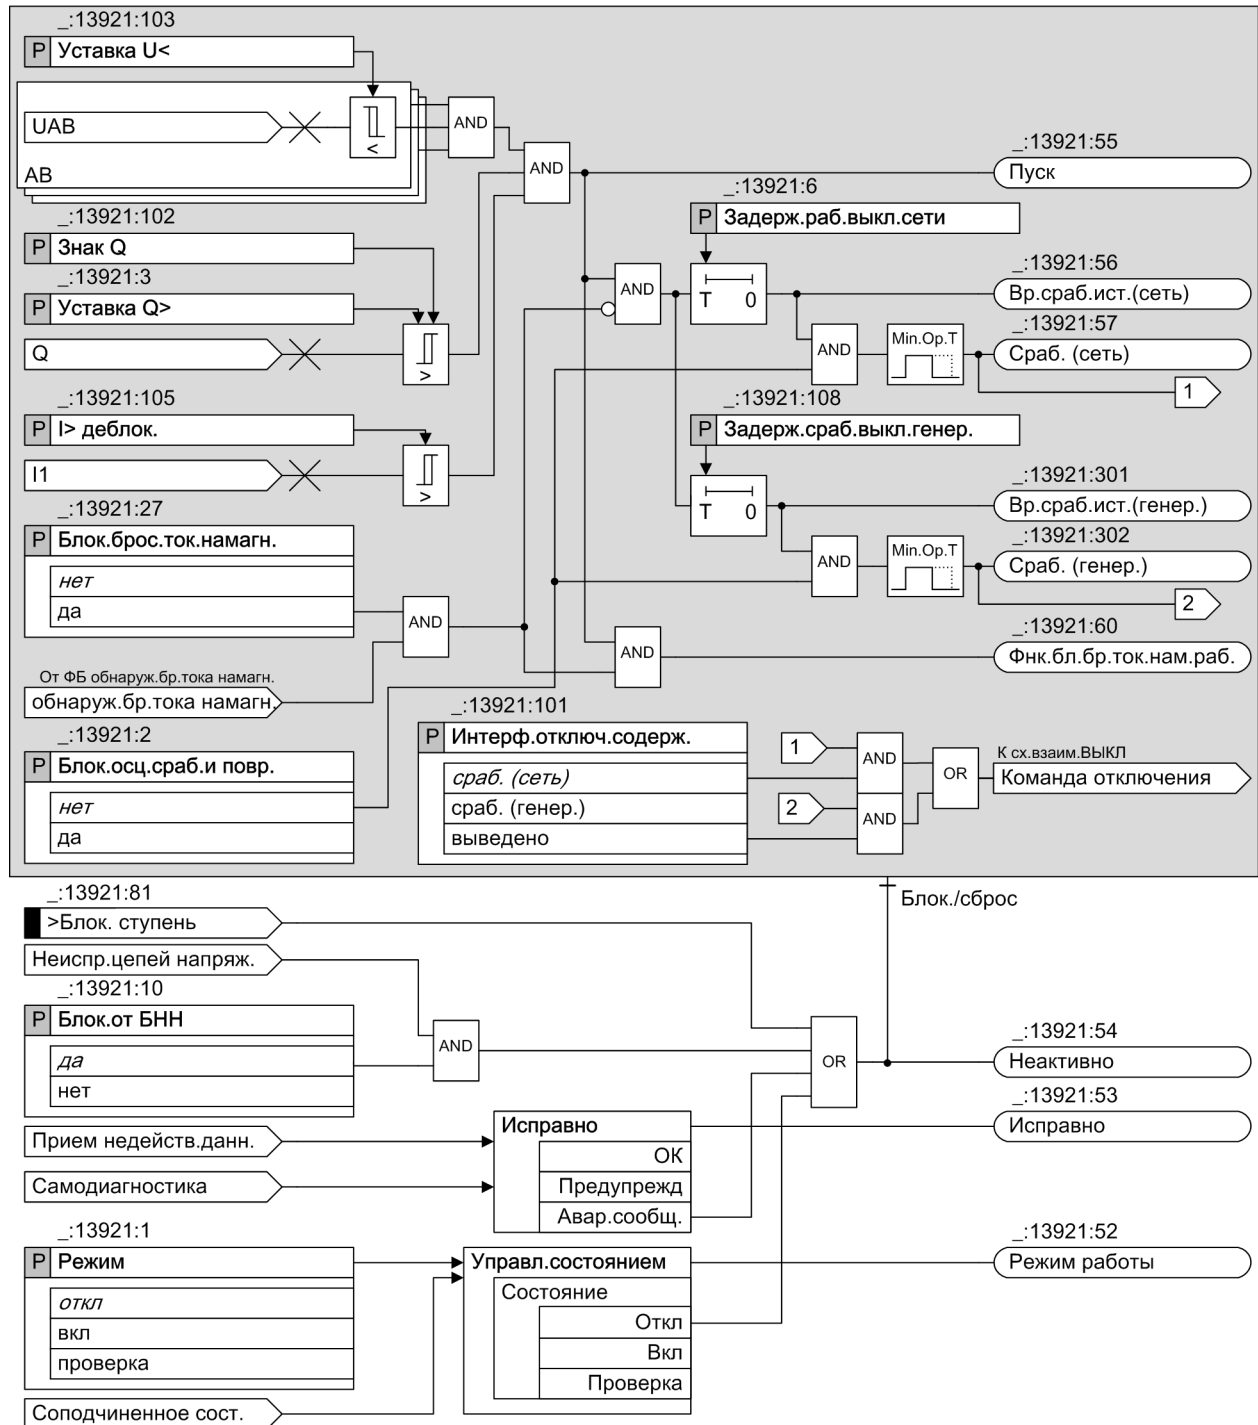 _:13921:103
P Уставка U<
UAB
<
AB
AND
AND
_:13921:55
Пуск
_:13921:102
P Знак Q
_:13921:3
P Уставка Q>
Q
>
_:13921:6
P Задерж.раб.выкл.сети
AND
T 0
_:13921:56
Вр.сраб.ист.(сеть)
_:13921:57
AND
Min.Op.T
Сраб. (сеть)
1
_:13921:105
P I> деблок.
I1
>
_:13921:108
P Задерж.сраб.выкл.генер.
T 0
_:13921:301
Вр.сраб.ист.(генер.)
_:13921:302
AND
Min.Op.T
Сраб. (генер.)
2
_:13921:27
P Блок.брос.ток.намагн.
нет
да
AND
AND
_:13921:60
Фнк.бл.бр.ток.нам.раб.
От ФБ обнаруж.бр.тока намагн.
обнаруж.бр.тока намагн.
_:13921:2
P Блок.осц.сраб.и повр.
нет
да
_:13921:101
P Интерф.отключ.содерж.
сраб. (сеть)
сраб. (генер.)
выведено
1
AND
2
AND
OR
К сх.взаим.ВЫКЛ
Команда отключения
Блок./сброс
_:13921:81
>Блок. ступень
Неиспр.цепей напряж.
_:13921:10
P Блок.от БНН
да
нет
AND
OR
_:13921:54
Неактивно
_:13921:53
Исправно
Прием недейств.данн.
Самодиагностика
Исправно
ОК
Предупрежд
Авар.сообщ.
_:13921:1
P Режим
откл
вкл
проверка
Соподчиненное сост.
Управл.состоянием
Состояние
Откл
Вкл
Проверка
_:13921:52
Режим работы